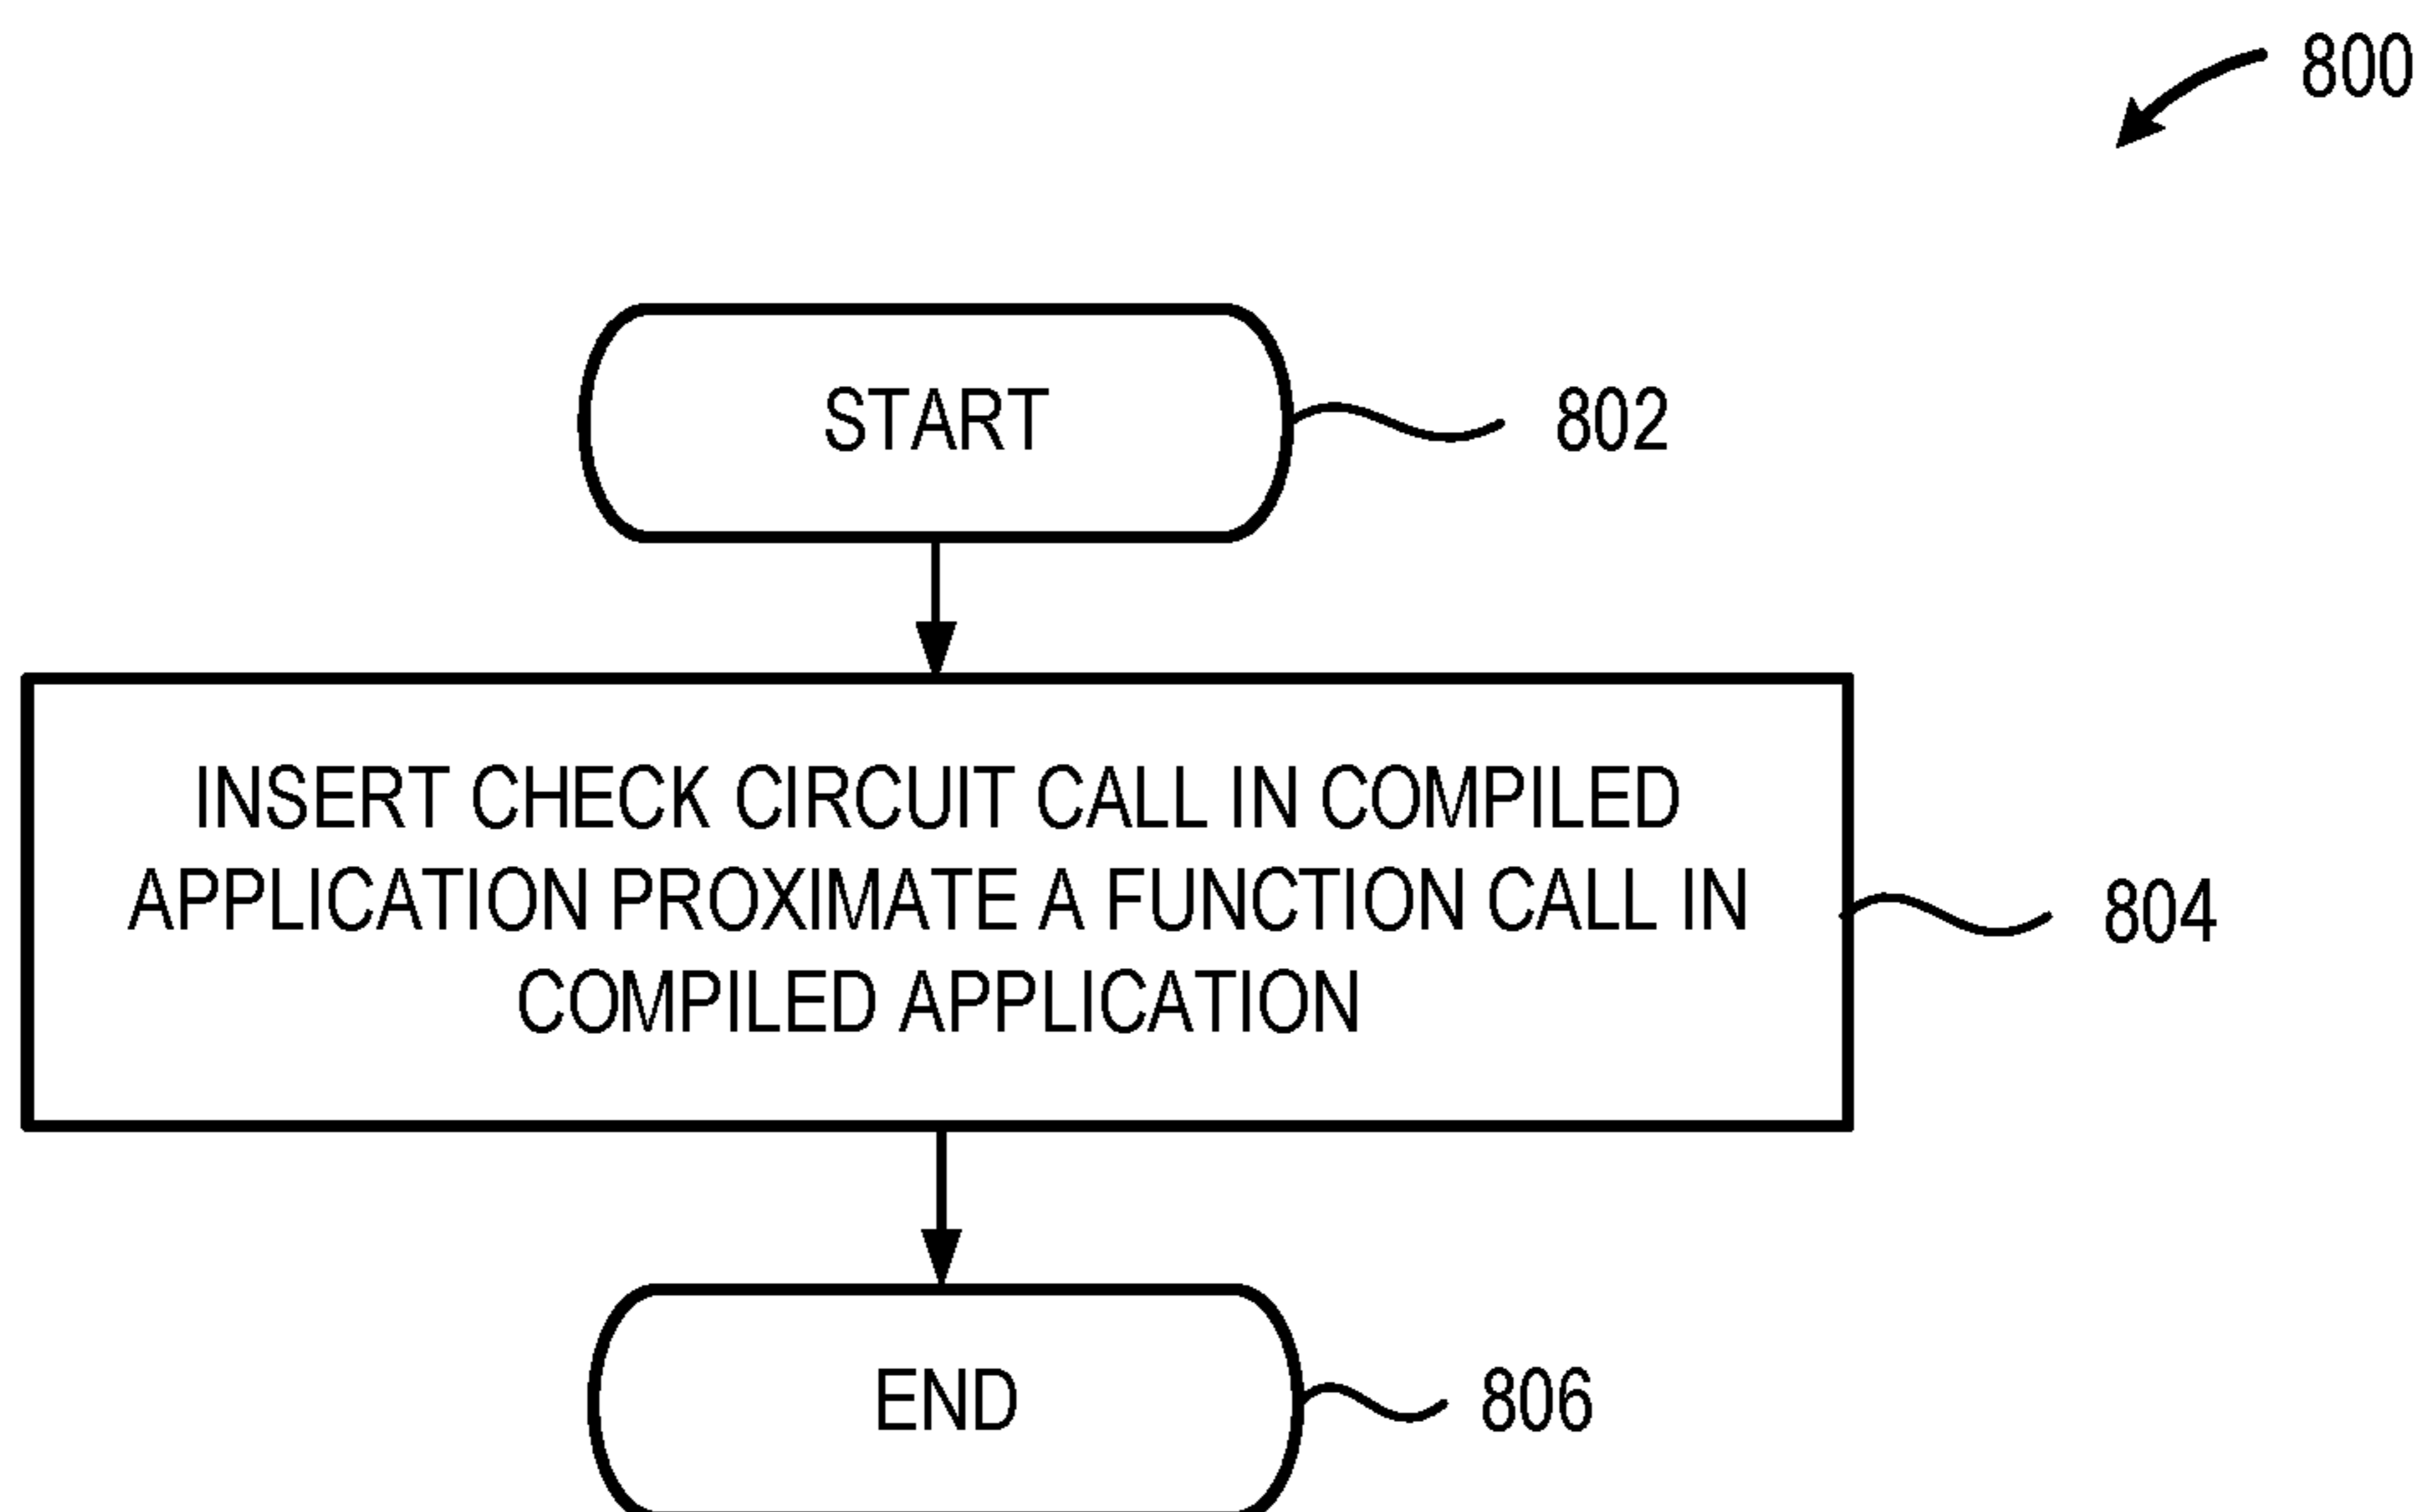 800
START
802
INSERT CHECK CIRCUIT CALL IN COMPILED
APPLICATION PROXIMATE A FUNCTION CALL IN
COMPILED APPLICATION
804
END
806